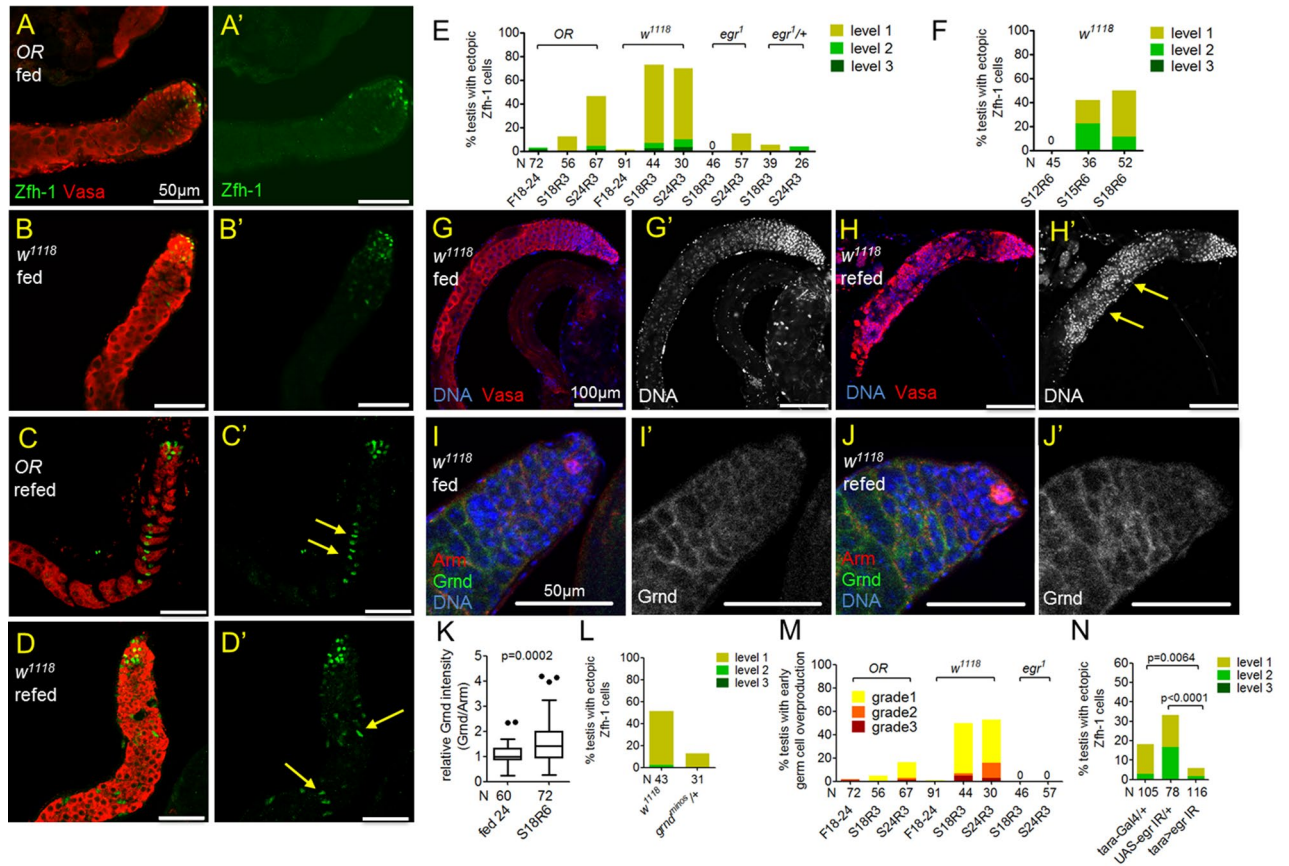 A
OR
fed
Zfh-1 Vasa
50µm
A'
B
w1118
fed
B'
C
OR
refed
C'
D
w1118
refed
D'
E
OR w1118 egr1 egr1/+
level 1
level 2
level 3
% testis with ectopic
Zfh-1 cells
100
80
60
40
20
0
0
N 72 56 67 91 44 30 46 57 39 26
F18-24 S18R3 S24R3 F18-24 S18R3 S24R3 S18R3 S24R3 S18R3 S24R3
F
w1118
level 1
level 2
level 3
% testis with ectopic
Zfh-1 cells
100
80
60
40
20
0
0
N 45 36 52
S12R6 S15R6 S18R6
G
w1118
fed
DNA Vasa
100µm
G'
DNA
H
w1118
refed
DNA Vasa
H'
DNA
I
w1118
fed
Arm
Grnd
DNA
50µm
I'
Grnd
J
w1118
refed
Arm
Grnd
DNA
J'
Grnd
K
p=0.0002
relative Grnd intensity
(Grnd/Arm)
5
4
3
2
1
0
N 60 72
fed 24 S18R6
L
level 1
level 2
level 3
% testis with ectopic
Zfh-1 cells
100
80
60
40
20
0
N 43 31
w1118 grndminos/+
M
OR w1118 egr1
grade1
grade2
grade3
% testis with early
germ cell overproduction
100
80
60
40
20
0
0 0
N 72 56 67 91 44 30 46 57
F18-24 S18R3 S24R3 F18-24 S18R3 S24R3 S18R3 S24R3
N
p=0.0064
p<0.0001
level 1
level 2
level 3
% testis with ectopic
Zfh-1 cells
60
50
40
30
20
10
0
N 105 78 116
tara-Gal4/+ UAS-egr IR/+ tara>egr IR